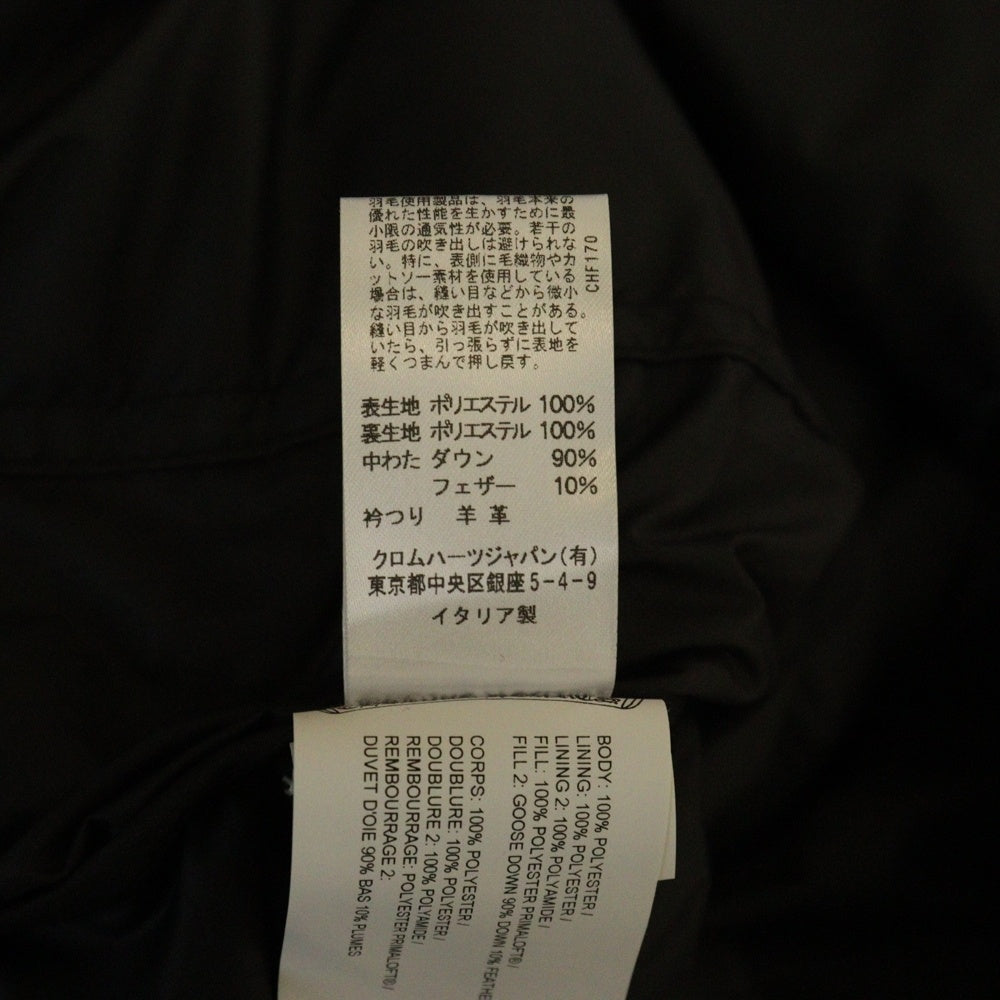 羽毛使用製品は、羽毛本来の
優れた性能を生かすために最
小限の通気性が必要。若干の
羽毛の吹き出しは避けられな
い。特に、表側に毛織物やカ
ットソー素材を使用している
場合は、縫い目などから微小
な羽毛が吹き出すことがある。
縫い目から羽毛が吹き出して
いたら、引っ張らずに表地を
軽くつまんで押し戻す。
CHF170
表生地 ポリエステル 100%
裏生地 ポリエステル 100%
中わた ダウン 90%
フェザー 10%
衿つり 羊革
クロムハーツジャパン(有)
東京都中央区銀座5-4-9
イタリア製
BODY: 100% POLYESTER /
LINING: 100% POLYESTER /
LINING 2: 100% POLYAMIDE /
FILL: 100% POLYESTER PRIMALOFT® /
FILL 2: GOOSE DOWN 90% DOWN 10%
CORPS: 100% POLYESTER /
DOUBLURE: 100% POLYESTER /
DOUBLURE 2: 100% POLYAMIDE /
REMBOURRAGE: POLYESTER PRIMALOFT® /
REMBOURRAGE 2:
DUVET D'OIE 90% BAS 10% PLUMES